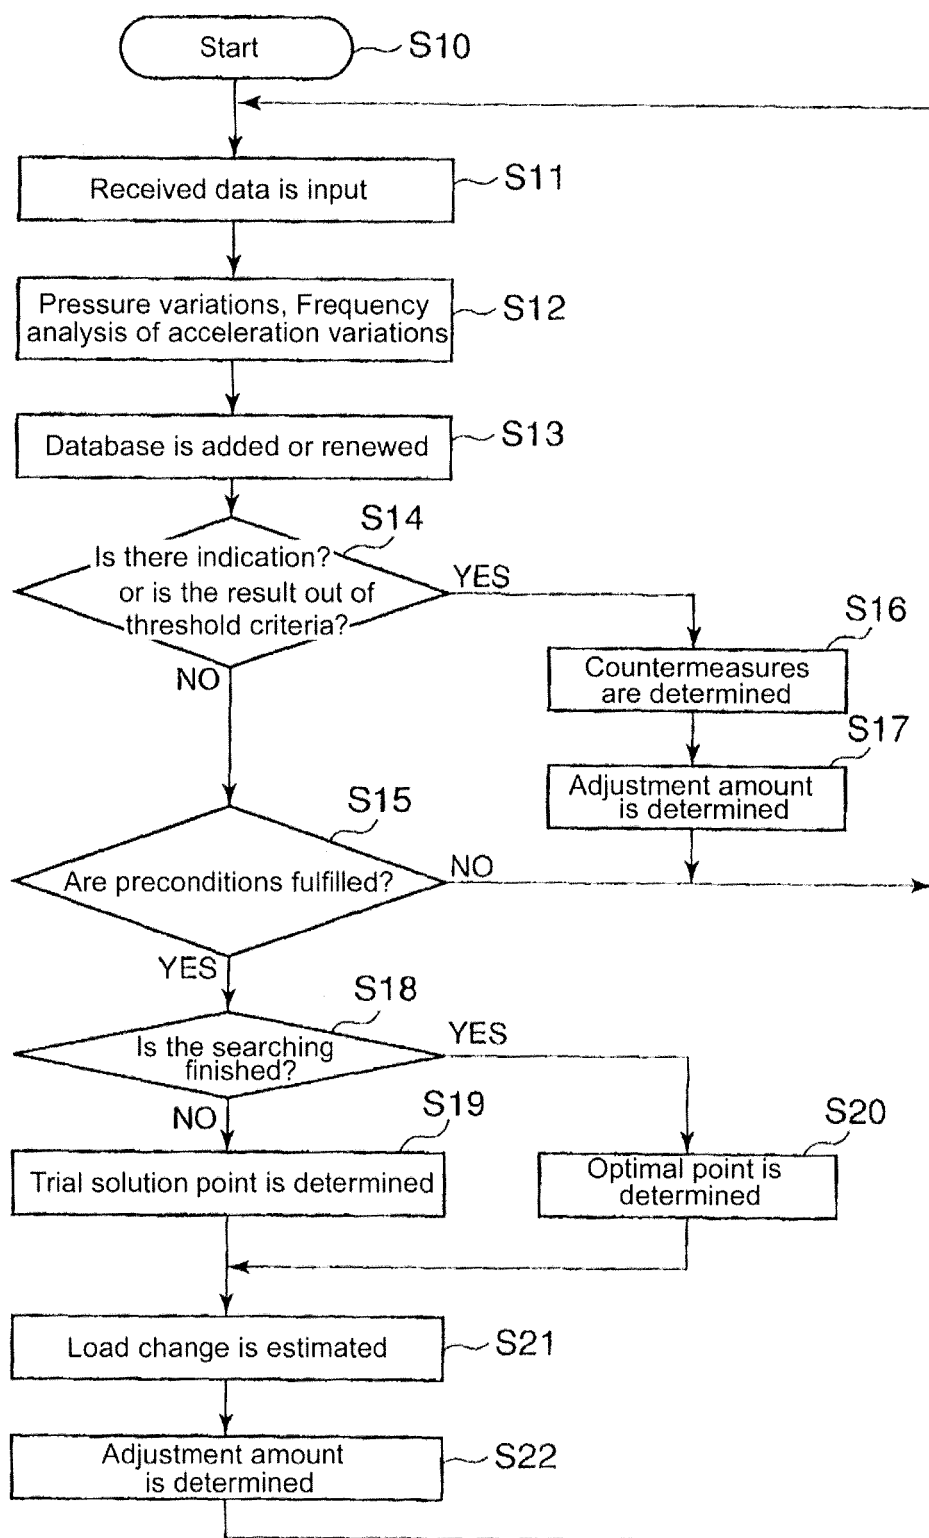 Start
S10
Received data is input
S11
Pressure variations, Frequency
analysis of acceleration variations
S12
Database is added or renewed
S13
S14
Is there indication?
or is the result out of
threshold criteria?
YES
NO
S16
Countermeasures
are determined
S17
Adjustment amount
is determined
S15
Are preconditions fulfilled?
NO
YES
S18
Is the searching
finished?
YES
NO
S19
Trial solution point is determined
S20
Optimal point is
determined
Load change is estimated
S21
Adjustment amount
is determined
S22